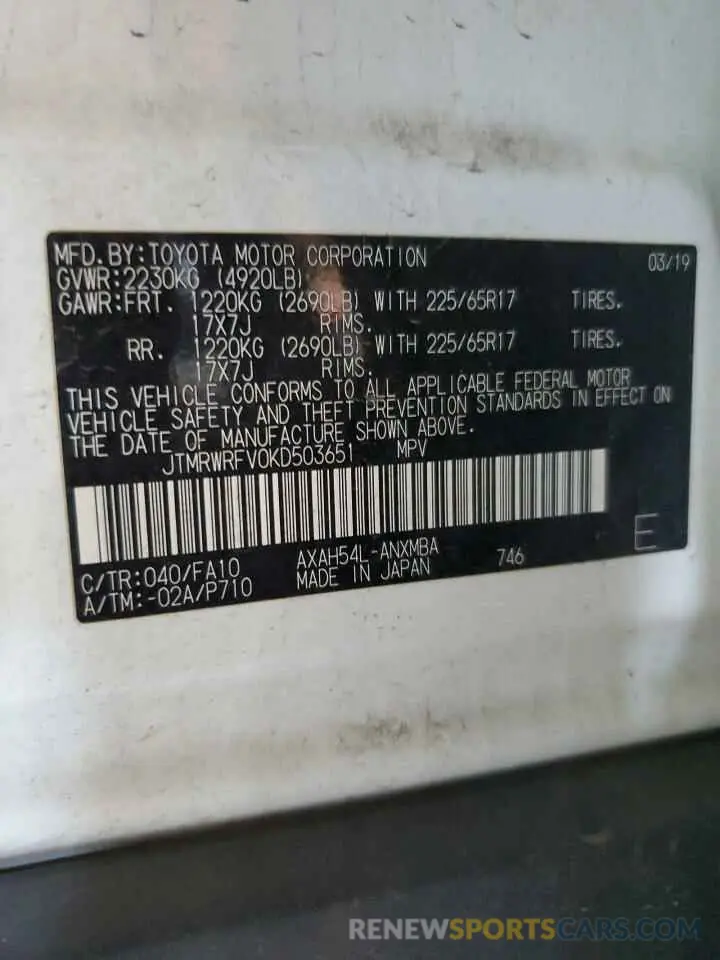 MFD.BY:TOYOTA MOTOR CORPORATION 03/19
GVWR:2230KG (4920LB)
GAWR:FRT. 1220KG (2690LB) WITH 225/65R17 TIRES.
17X7J RIMS.
RR. 1220KG (2690LB) WITH 225/65R17 TIRES.
17X7J RIMS.
THIS VEHICLE CONFORMS TO ALL APPLICABLE FEDERAL MOTOR
VEHICLE SAFETY AND THEFT PREVENTION STANDARDS IN EFFECT ON
THE DATE OF MANUFACTURE SHOWN ABOVE.
JTMRWRFV0KD503651 MPV
E
C/TR:040/FA10 AXAH54L-ANXMBA 746
A/TM:-02A/P710 MADE IN JAPAN
RENEWSPORTSCARS.COM